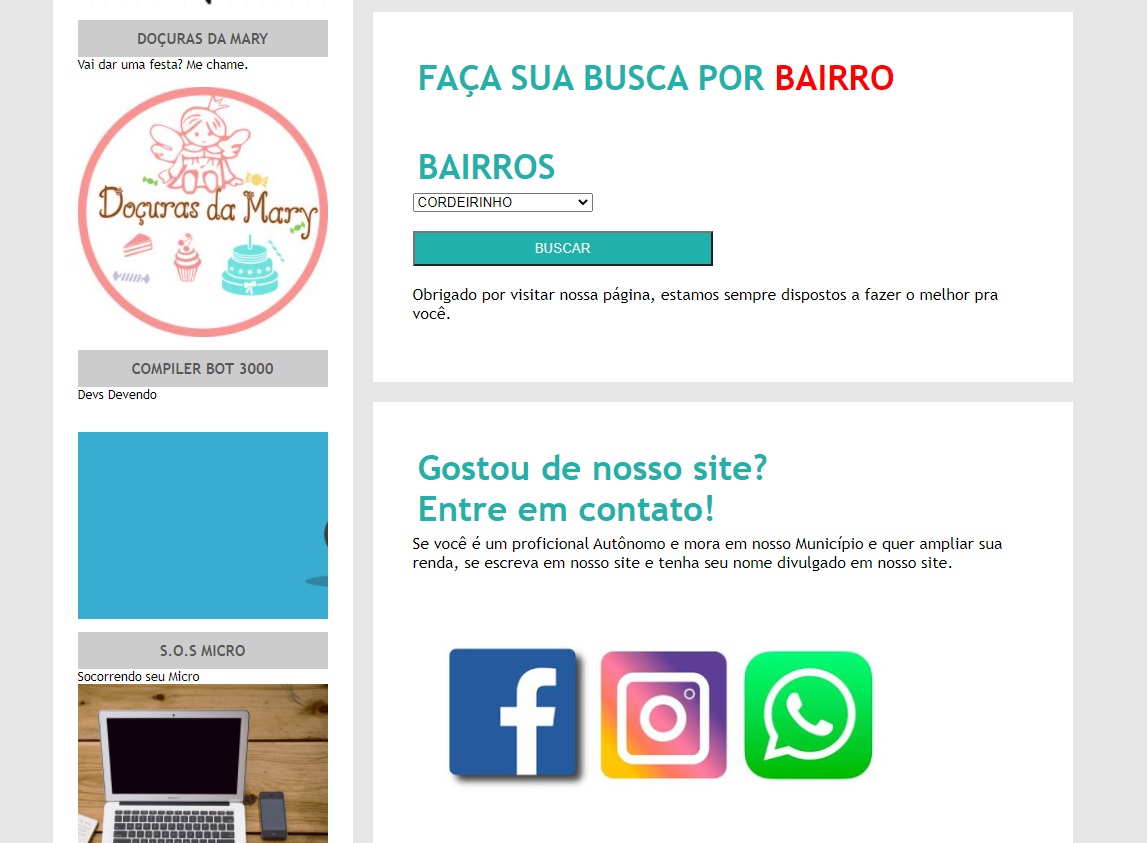 DOÇURAS DA MARY
Vai dar uma festa? Me chame.
Doçuras da Mary
COMPILER BOT 3000
Devs Devendo
S.O.S MICRO
Socorrendo seu Micro
FAÇA SUA BUSCA POR BAIRRO
BAIRROS
CORDEIRINHO
BUSCAR
Obrigado por visitar nossa página, estamos sempre dispostos a fazer o melhor pra
você.
Gostou de nosso site?
Entre em contato!
Se você é um proficional Autônomo e mora em nosso Município e quer ampliar sua
renda, se escreva em nosso site e tenha seu nome divulgado em nosso site.